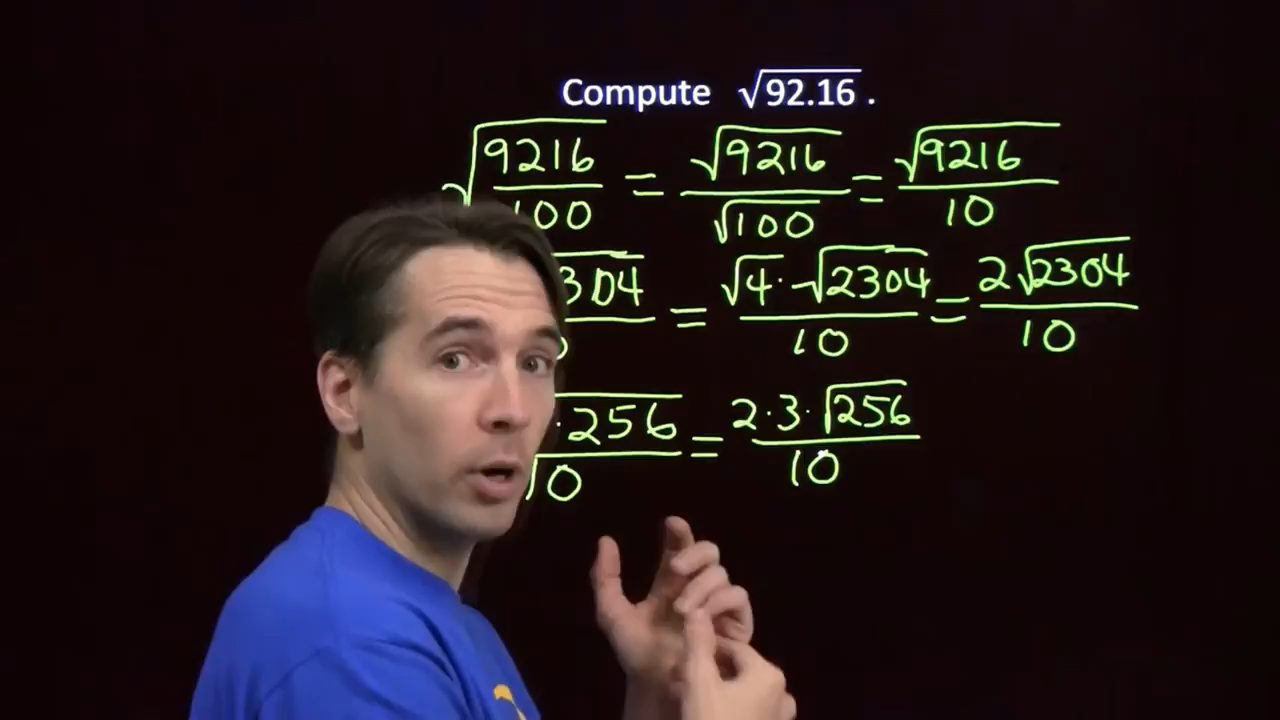 Compute √92.16 .
√(9216/100) = √9216/√100 = √9216/10
304 = √4·√2304/10 = 2√2304/10
·256/10 = 2·3·√256/10